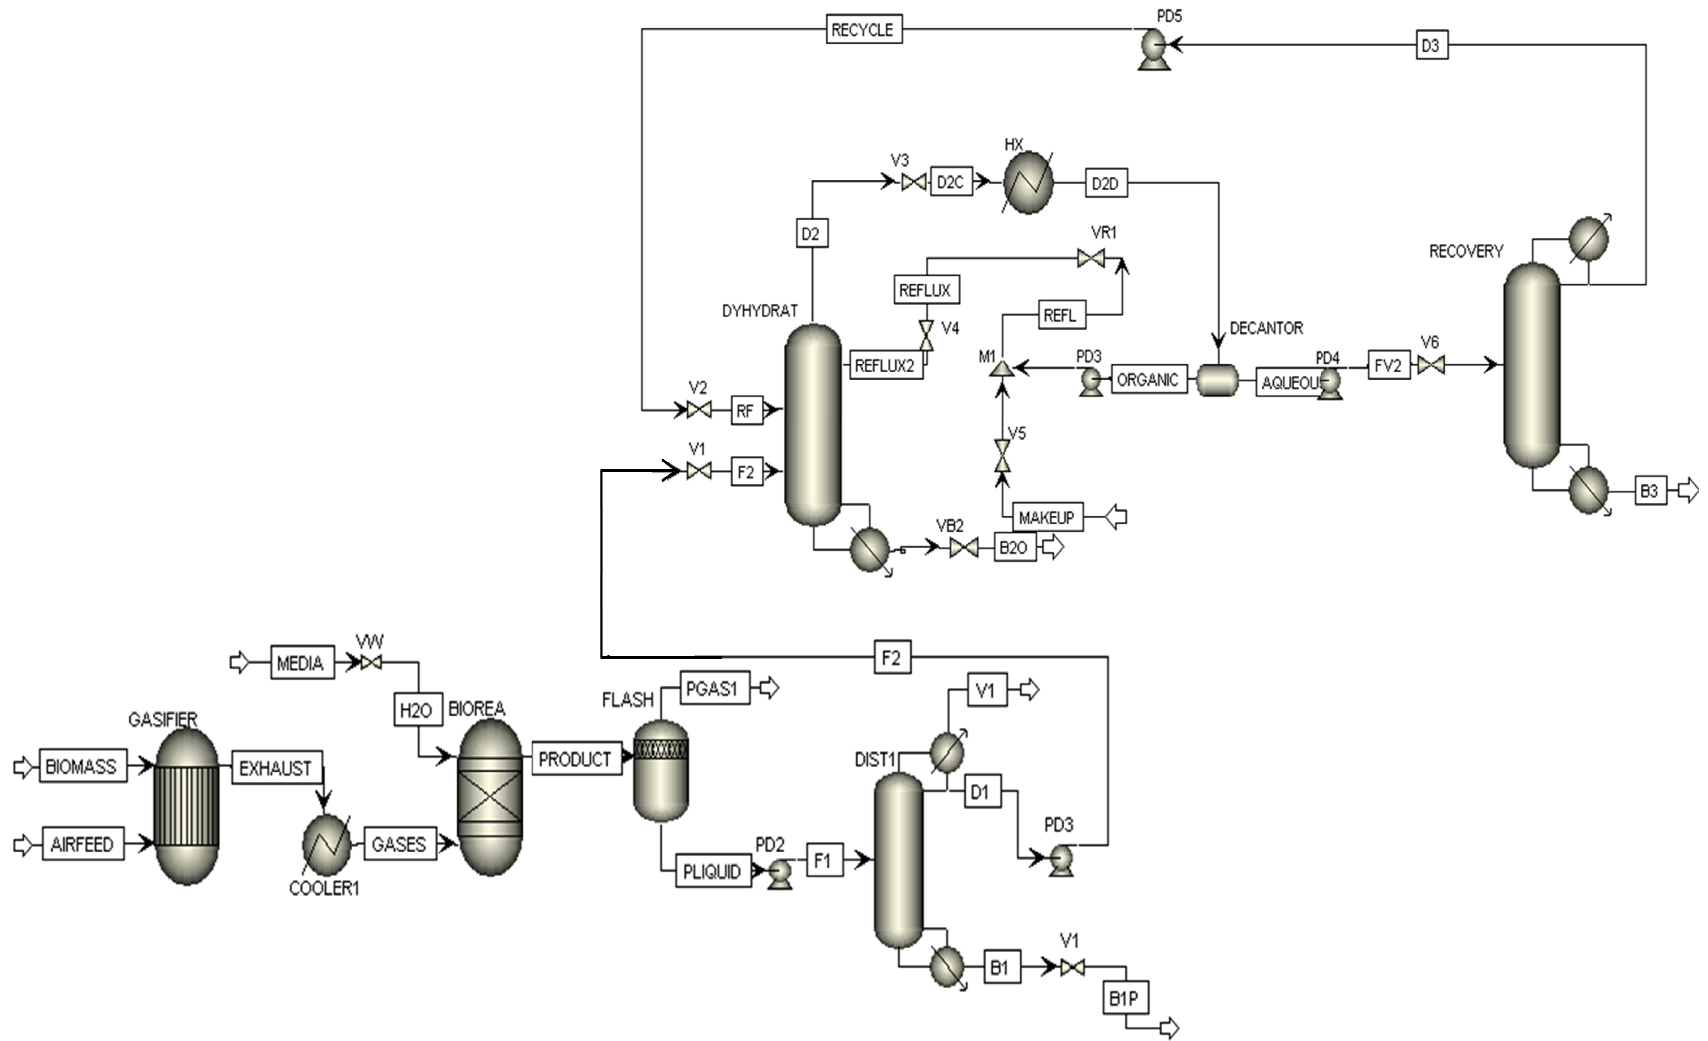 PD5
RECYCLE
D3
HX
V3
D2C
D2D
D2
VR1
RECOVERY
REFLUX
DYHYDRAT
REFL
DECANTOR
V4
M1
PD3
PD4
V6
REFLUX2
ORGANIC
AQUEOU
FV2
V2
RF
V5
V1
F2
MAKEUP
B3
VB2
B2O
VW
MEDIA
F2
FLASH
PGAS1
V1
H2O
BIOREA
GASIFIER
BIOMASS
EXHAUST
PRODUCT
DIST1
D1
AIRFEED
GASES
PD2
F1
PD3
COOLER1
PLIQUID
V1
B1
B1P